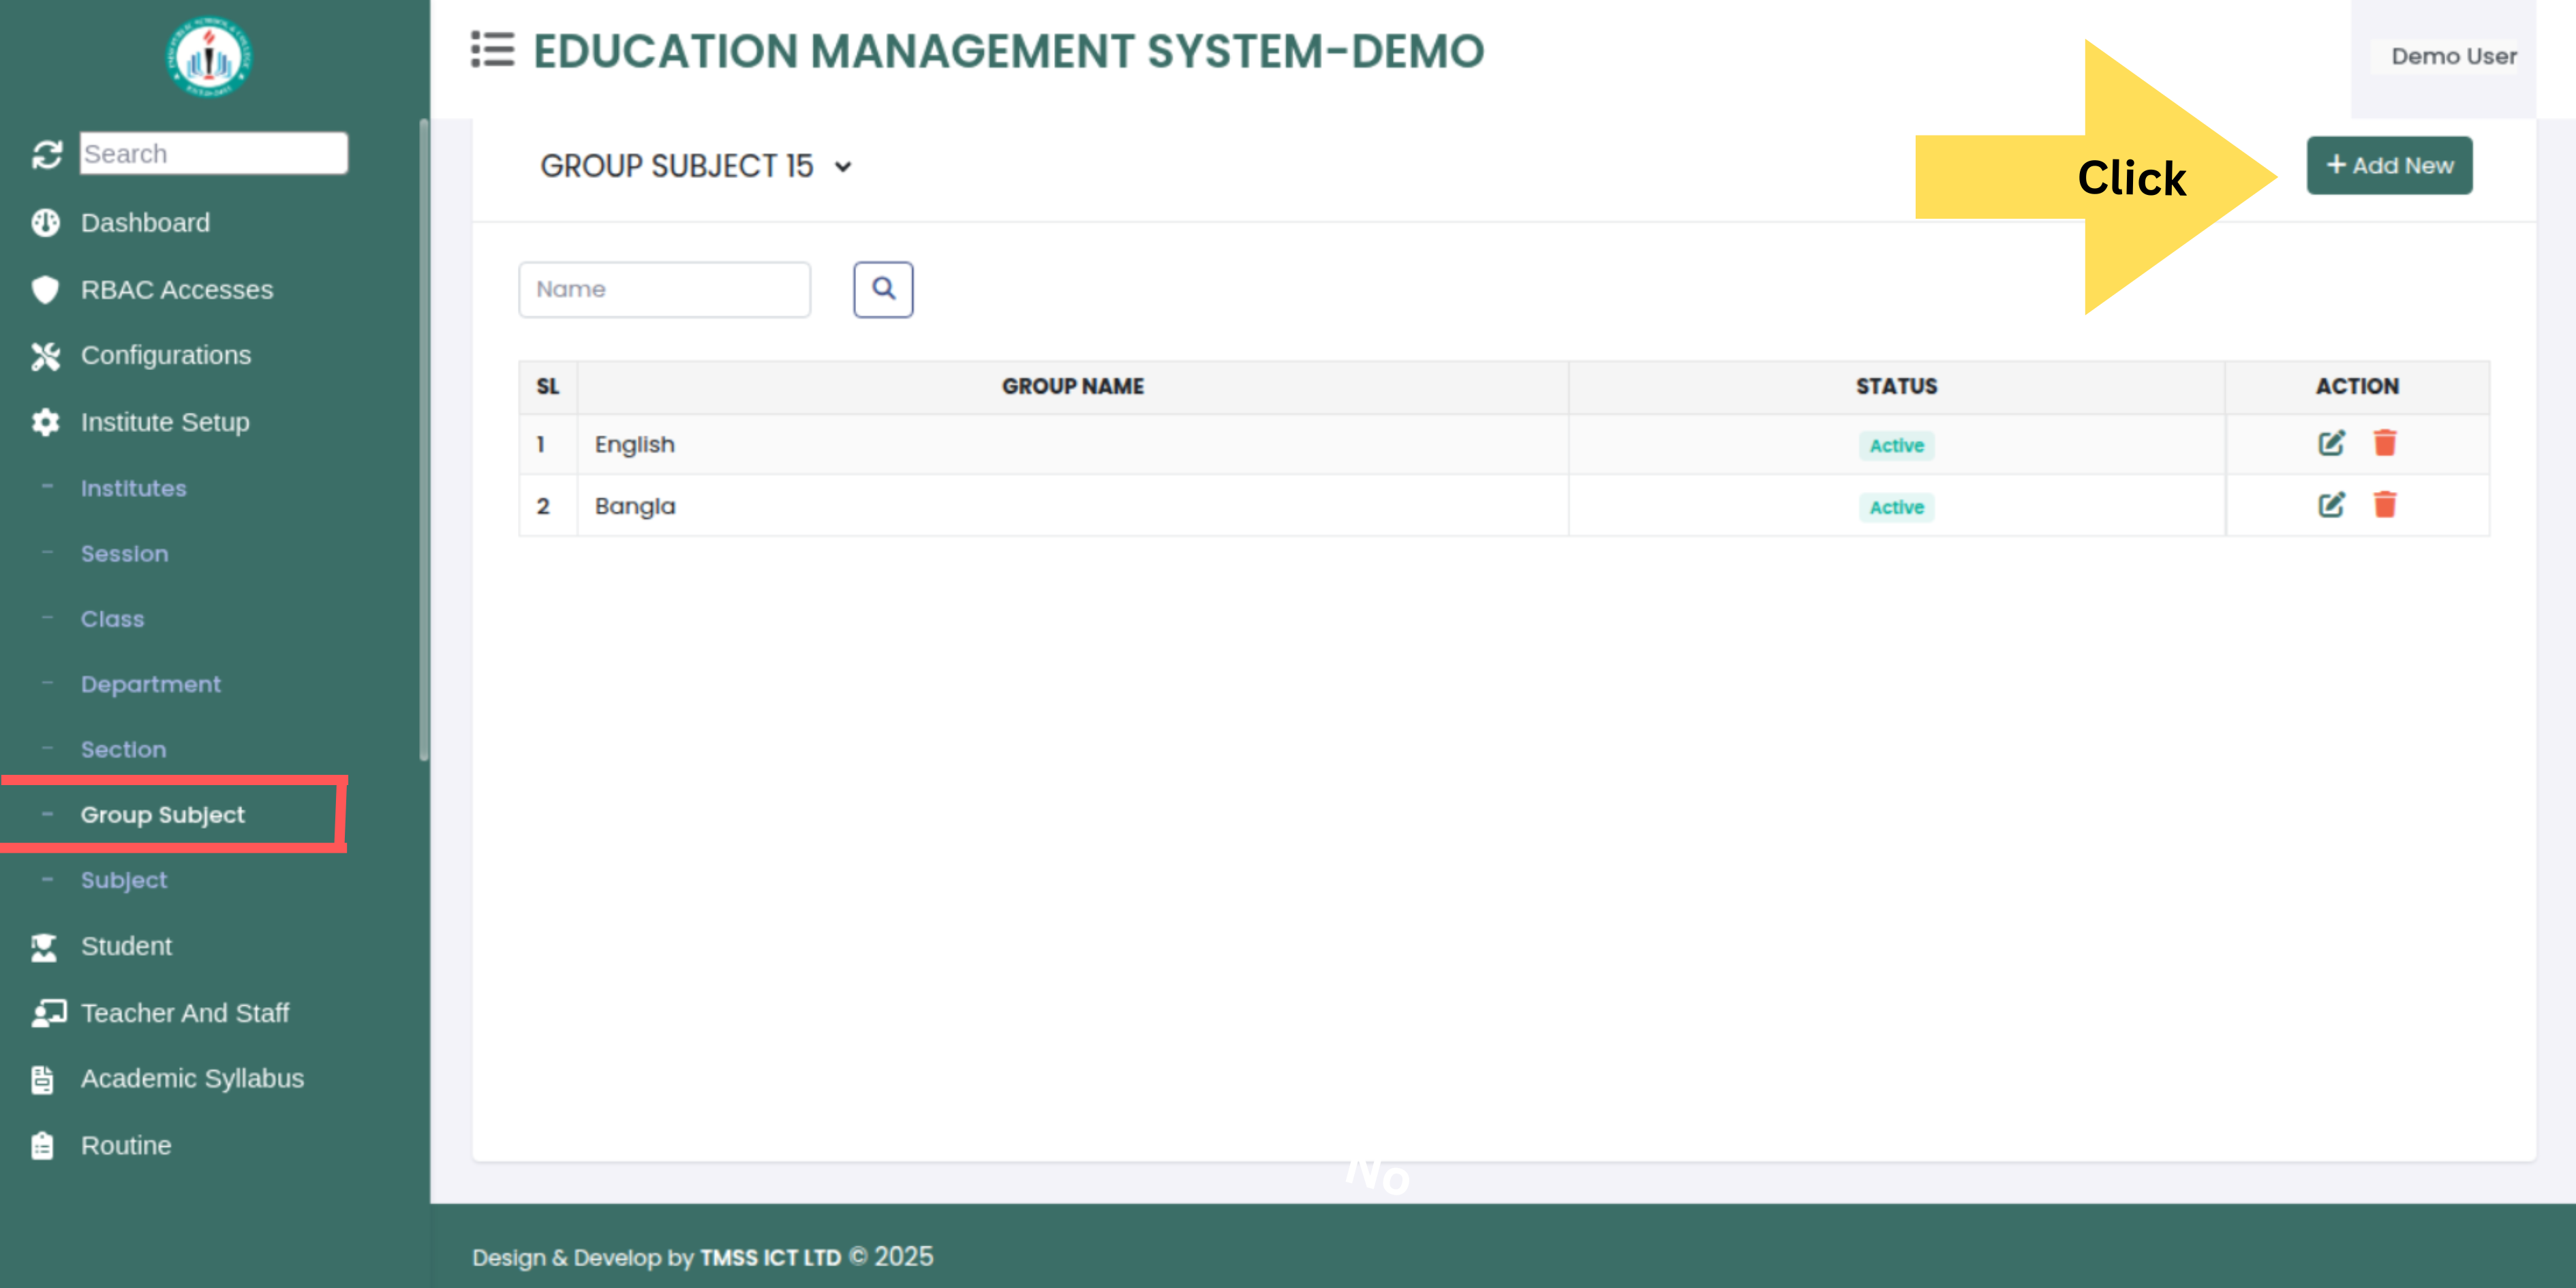 EDUCATION MANAGEMENT SYSTEM-DEMO
Demo User
Search
Dashboard
RBAC Accesses
Configurations
Institute Setup
- Institutes
- Session
- Class
- Department
- Section
- Group Subject
- Subject
Student
Teacher And Staff
Academic Syllabus
Routine
GROUP SUBJECT 15
Click
+ Add New
Name
SL GROUP NAME STATUS ACTION
1 English Active
2 Bangla Active
No
Design & Develop by TMSS ICT LTD © 2025